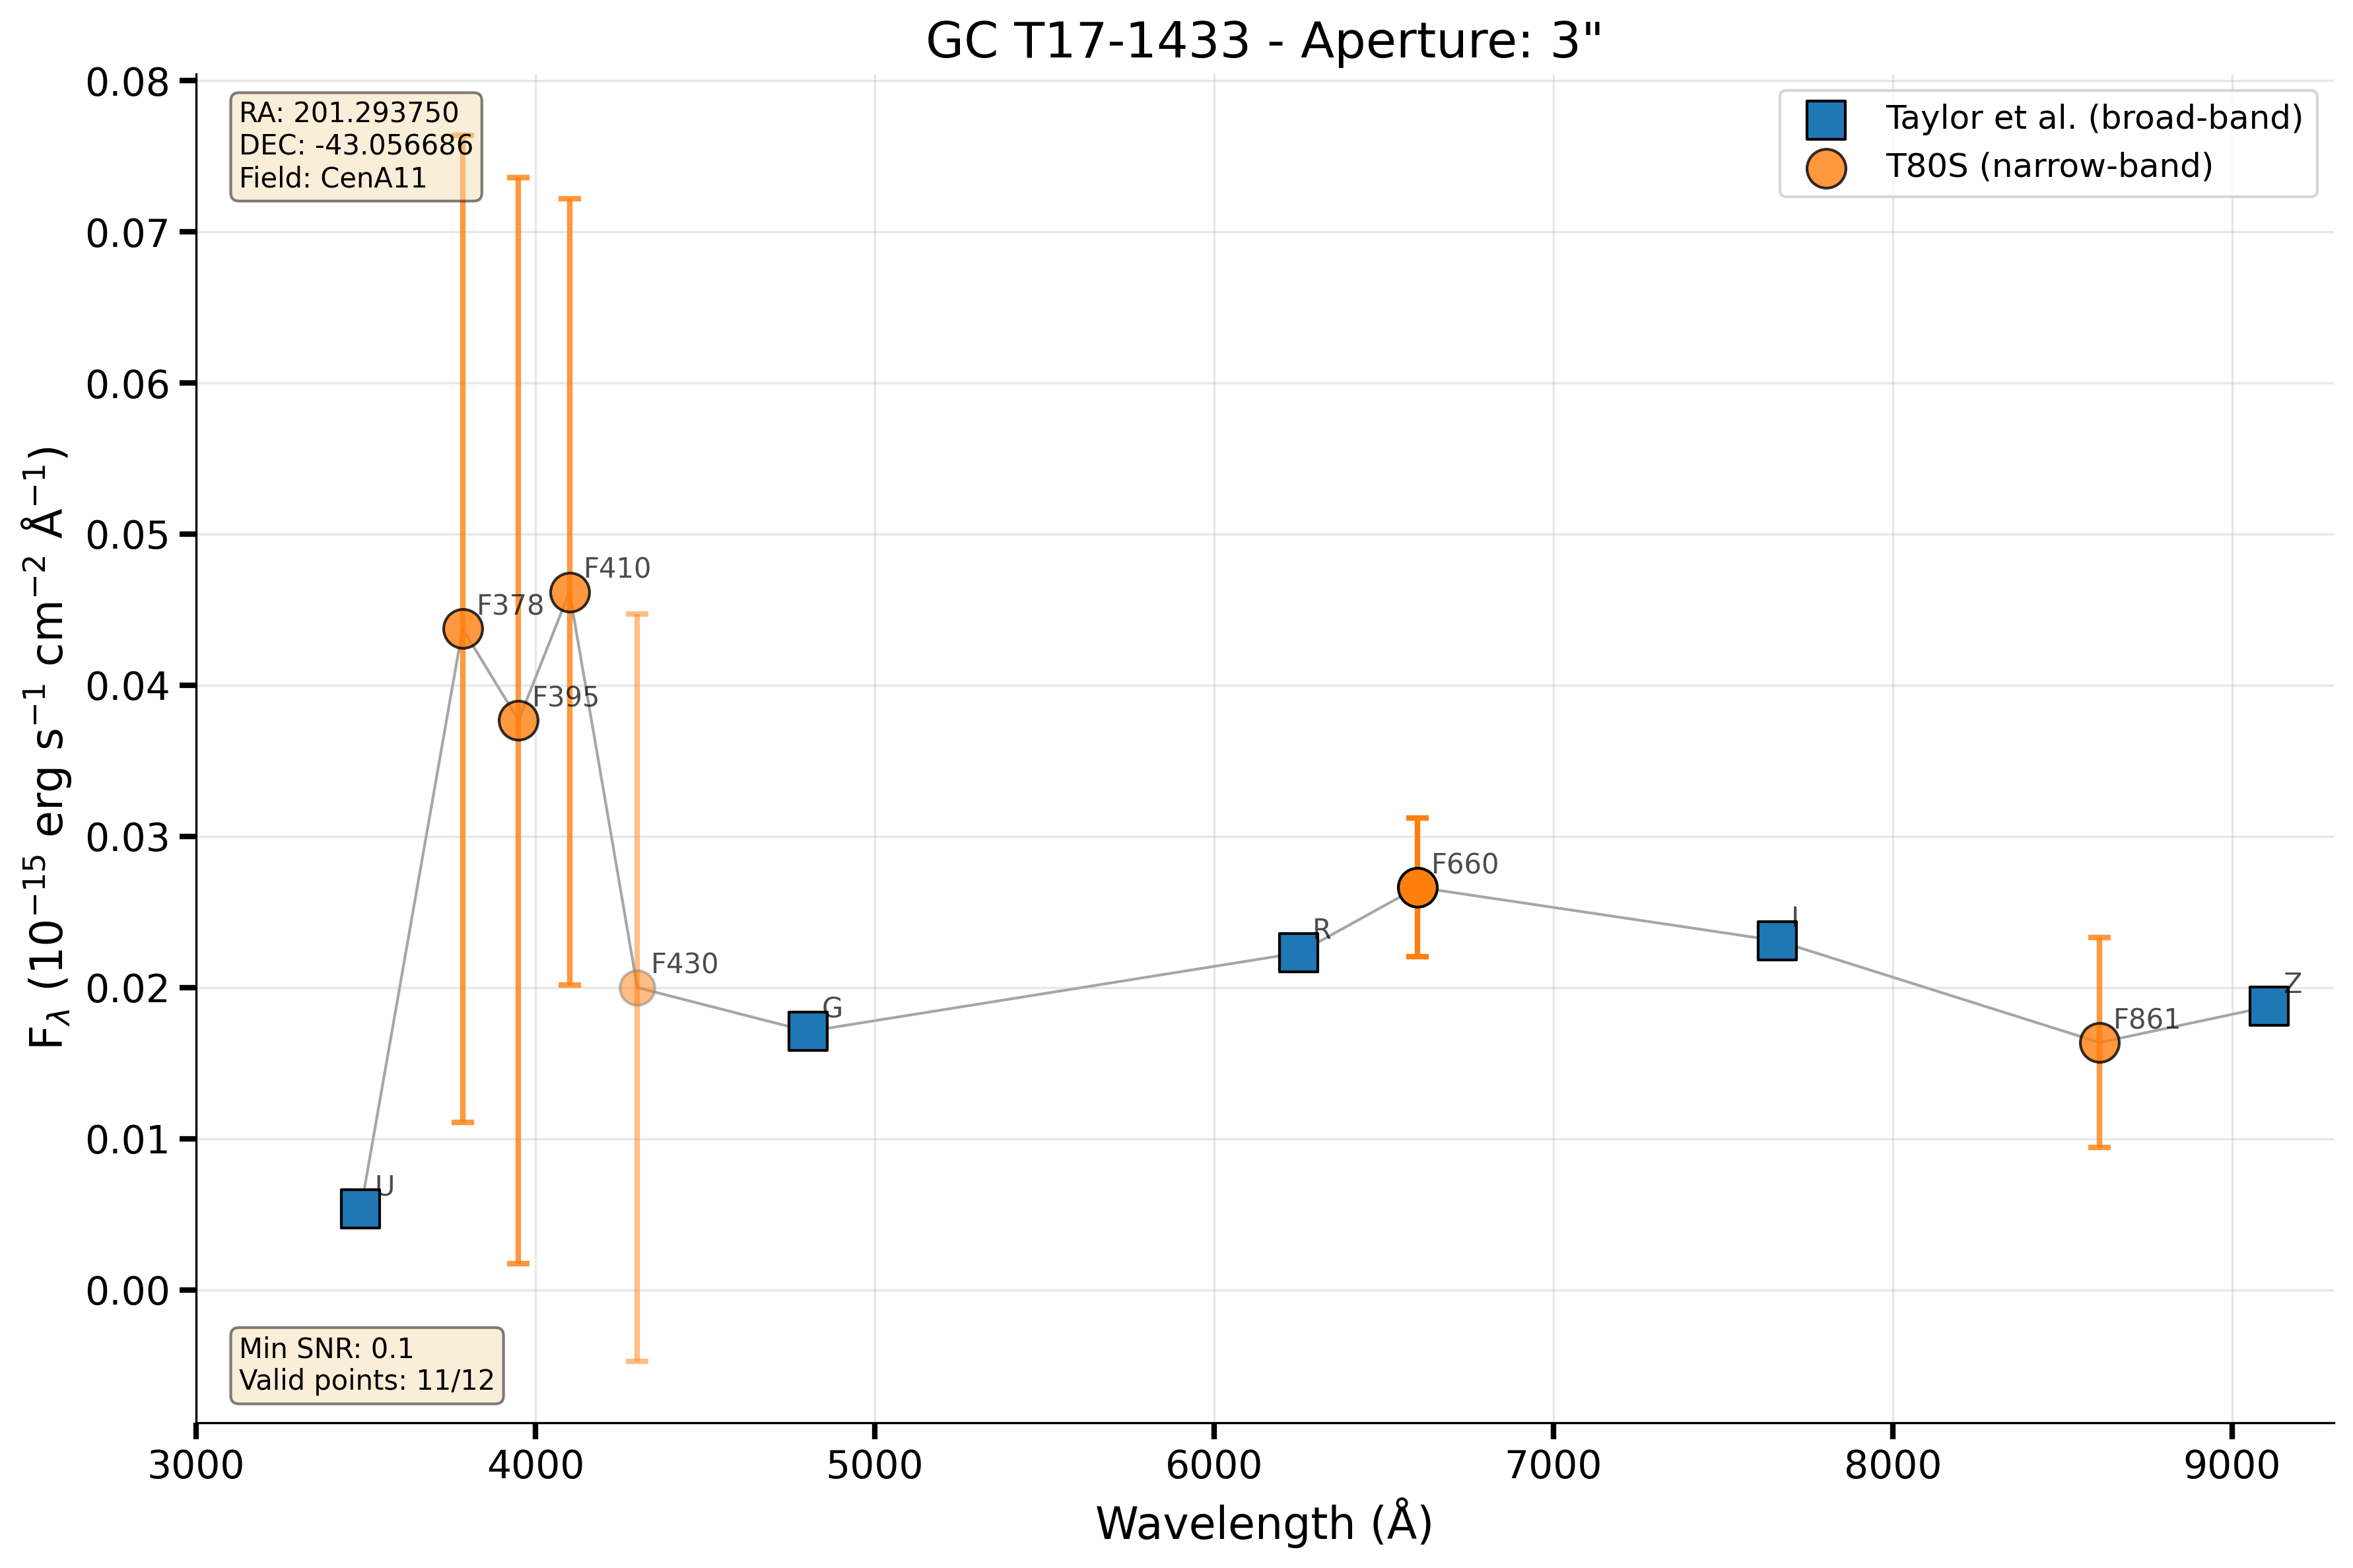 GC T17-1433 - Aperture: 3"
RA: 201.293750
DEC: -43.056686
Field: CenA11
Taylor et al. (broad-band)
T80S (narrow-band)
0.08
0.07
0.06
0.05
0.04
0.03
0.02
0.01
0.00
F_λ (10⁻¹⁵ erg s⁻¹ cm⁻² Å⁻¹)
U
F378
F395
F410
F430
G
R
F660
I
F861
Z
Min SNR: 0.1
Valid points: 11/12
3000
4000
5000
6000
7000
8000
9000
Wavelength (Å)